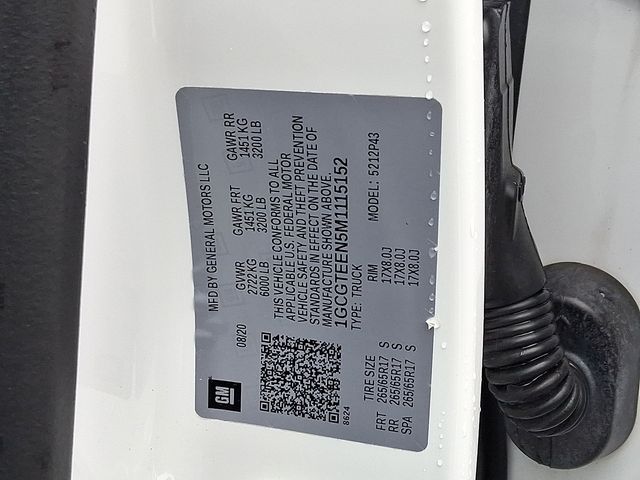 GM
MFD BY GENERAL MOTORS LLC
08/20 GVWR GAWR FRT GAWR RR
2722 KG 1451 KG 1451 KG
6000 LB 3200 LB 3200 LB
THIS VEHICLE CONFORMS TO ALL
APPLICABLE U.S. FEDERAL MOTOR
VEHICLE SAFETY AND THEFT PREVENTION
STANDARDS IN EFFECT ON THE DATE OF
MANUFACTURE SHOWN ABOVE.
1GCGTEEN5M1115152
TYPE: TRUCK MODEL: 5212P43
8624
TIRE SIZE RIM
FRT 265/65R17 S 17X8.0J
RR 265/65R17 S 17X8.0J
SPA 265/65R17 S 17X8.0J